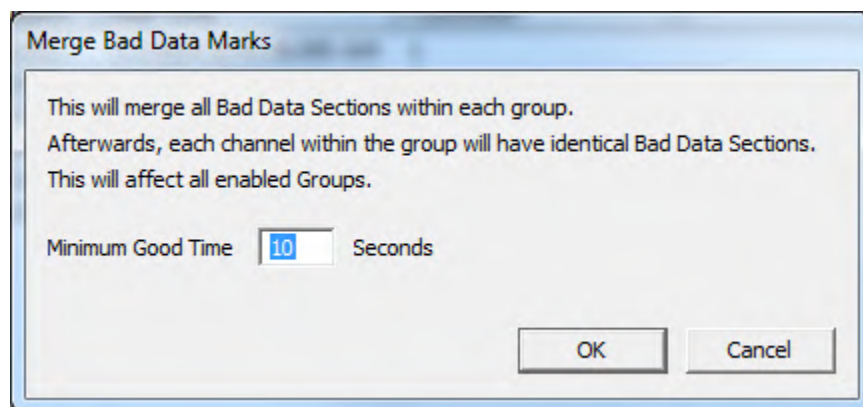 Merge Bad Data Marks
This will merge all Bad Data Sections within each group.
Afterwards, each channel within the group will have identical Bad Data Sections.
This will affect all enabled Groups.
Minimum Good Time 10 Seconds
OK Cancel